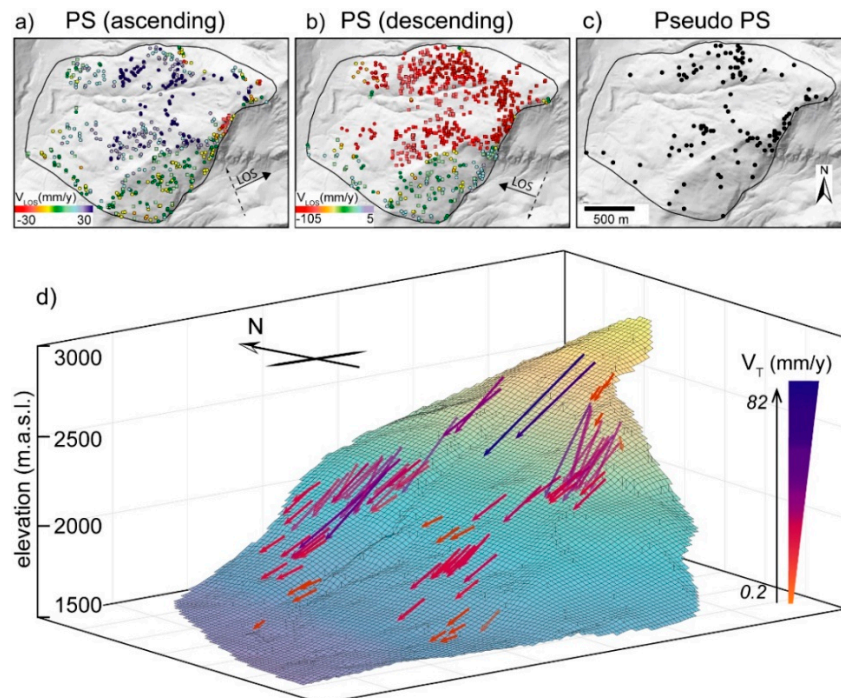 PS (ascending)
PS (descending)
Pseudo PS
a)
b)
c)
LOS
LOS
N
V_LOS(mm/y)
-30 30
V_LOS(mm/y)
-105 5
500 m
d)
N
3000
2500
2000
1500
elevation (m.a.s.l.)
V_T (mm/y)
82
0.2